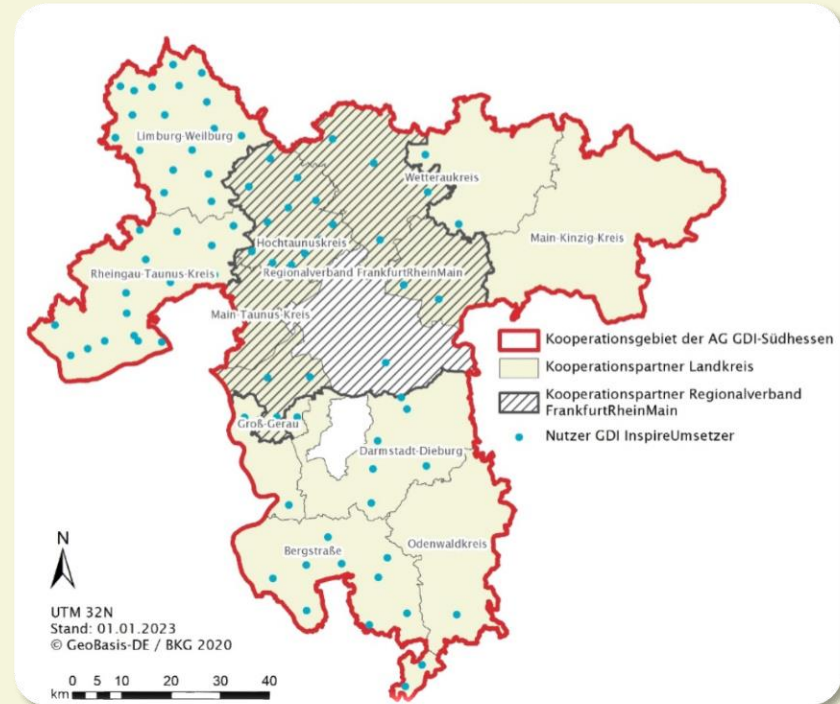 Limburg-Weilburg
Wetteraukreis
Main-Kinzig-Kreis
Hochtaunuskreis
Rheingau-Taunus-Kreis
Regionalverband FrankfurtRheinMain
Main-Taunus-Kreis
Groß-Gerau
Darmstadt-Dieburg
Bergstraße
Odenwaldkreis
Kooperationsgebiet der AG GDI-Südhessen
Kooperationspartner Landkreis
Kooperationspartner Regionalverband
FrankfurtRheinMain
Nutzer GDI InspireUmsetzer
N
UTM 32N
Stand: 01.01.2023
© GeoBasis-DE / BKG 2020
0 5 10 20 30 40
km